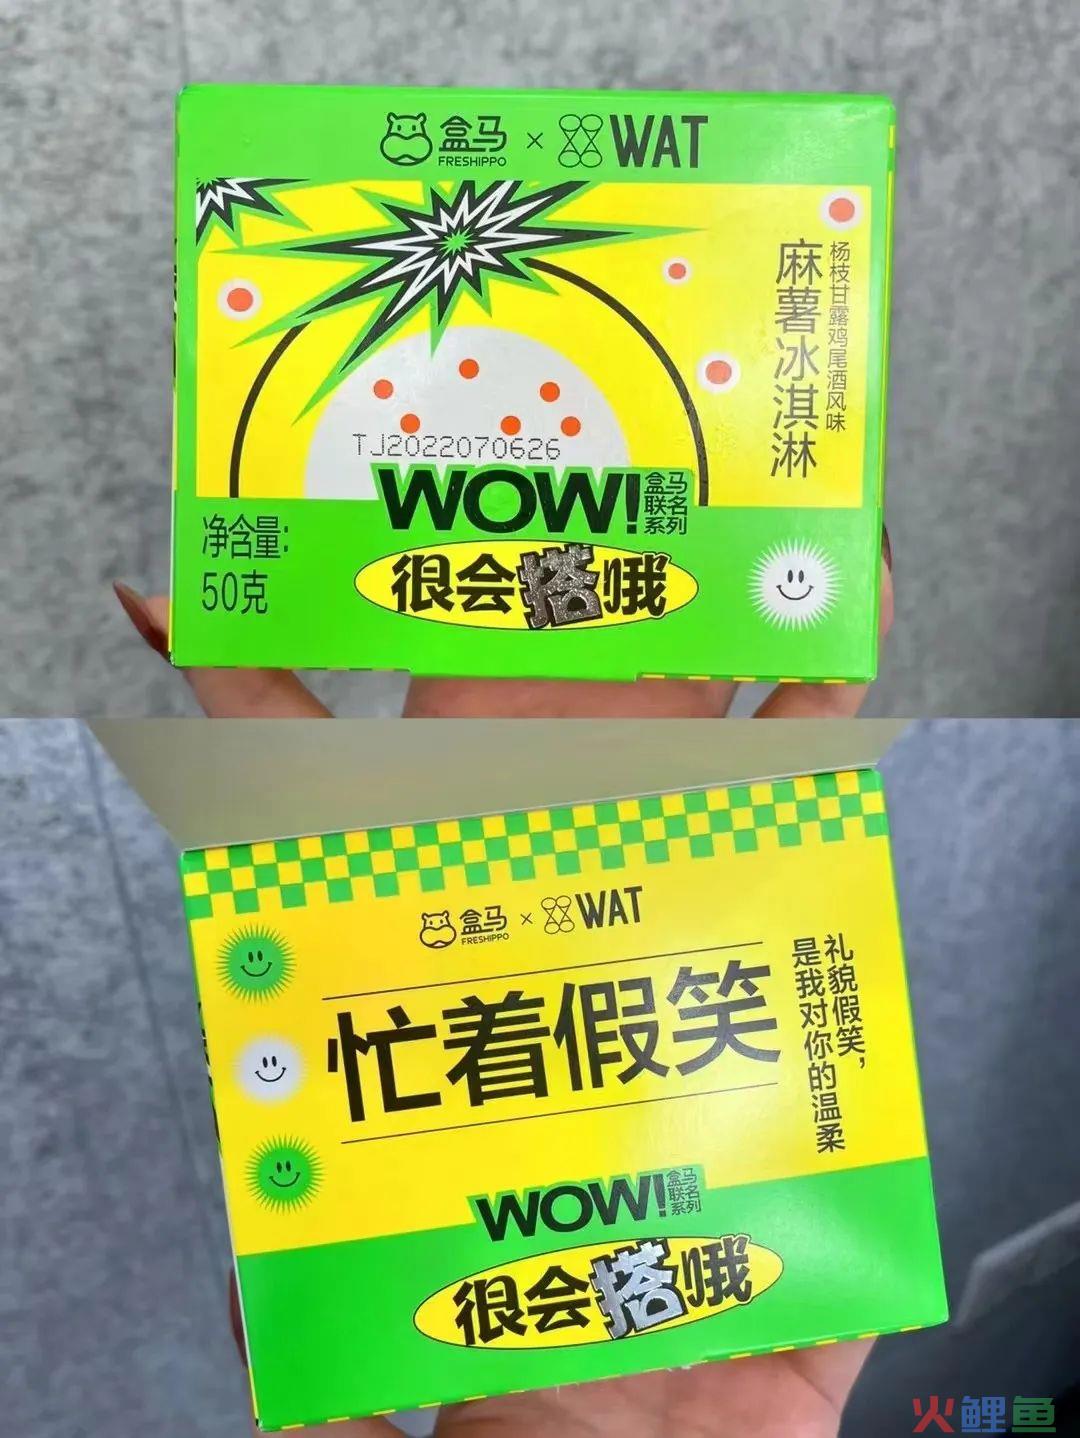 盒马
FRESHIPPO
×
WAT
杨枝甘露鸡尾酒风味
麻薯冰淇淋
TJ2022070626
WOW!
盒马
联名
系列
净含量:
50克
很会搭哦
盒马
FRESHIPPO
×
WAT
忙着假笑
礼貌假笑,
是我对你的温柔
WOW!
盒马
联名
系列
很会搭哦
火鲤鱼